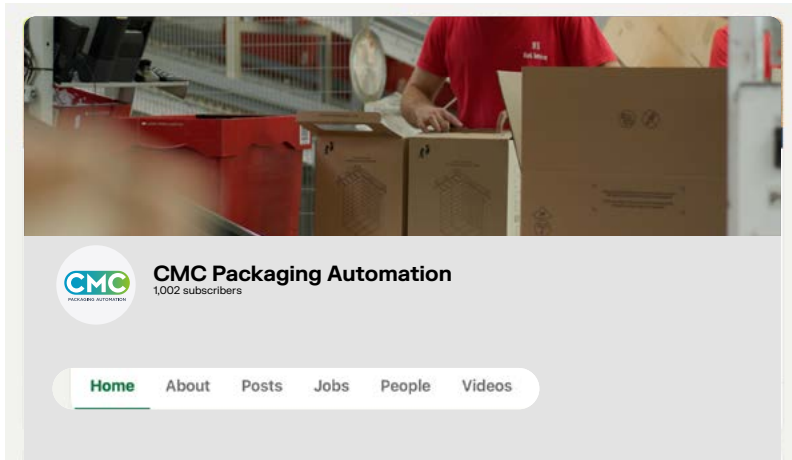 CMC
PACKAGING AUTOMATION
CMC Packaging Automation
1,002 subscribers
Home About Posts Jobs People Videos